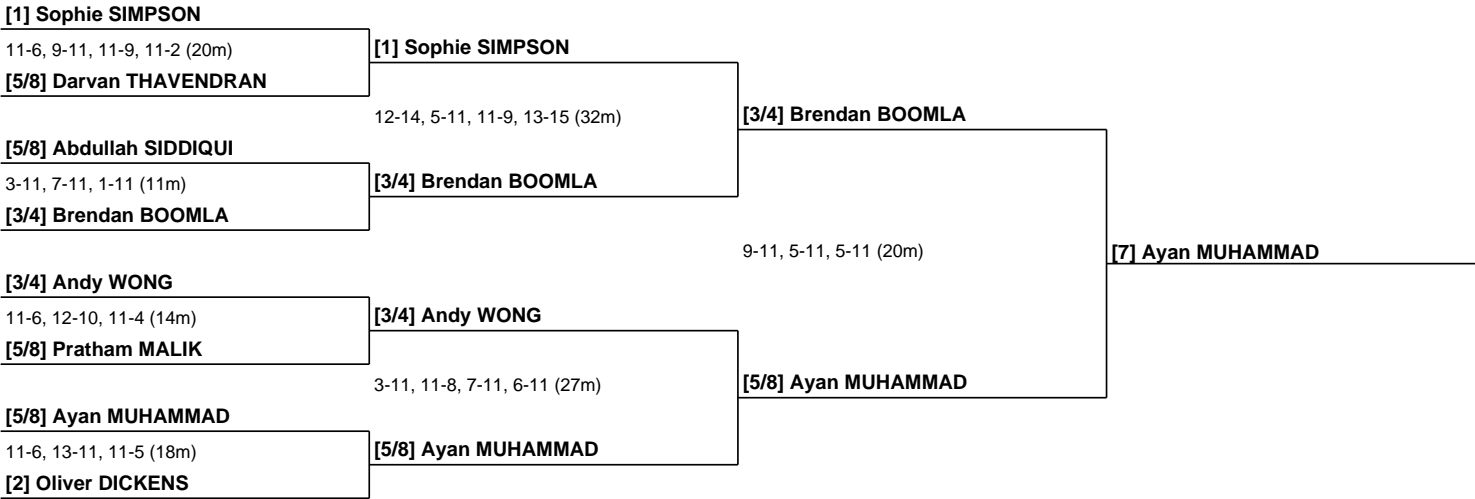 [1] Sophie SIMPSON
11-6, 9-11, 11-9, 11-2 (20m)
[5/8] Darvan THAVENDRAN
[5/8] Abdullah SIDDIQUI
3-11, 7-11, 1-11 (11m)
[3/4] Brendan BOOMLA
[3/4] Andy WONG
11-6, 12-10, 11-4 (14m)
[5/8] Pratham MALIK
[5/8] Ayan MUHAMMAD
11-6, 13-11, 11-5 (18m)
[2] Oliver DICKENS
[1] Sophie SIMPSON
12-14, 5-11, 11-9, 13-15 (32m)
[3/4] Brendan BOOMLA
[3/4] Andy WONG
3-11, 11-8, 7-11, 6-11 (27m)
[5/8] Ayan MUHAMMAD
[3/4] Brendan BOOMLA
9-11, 5-11, 5-11 (20m)
[5/8] Ayan MUHAMMAD
[7] Ayan MUHAMMAD